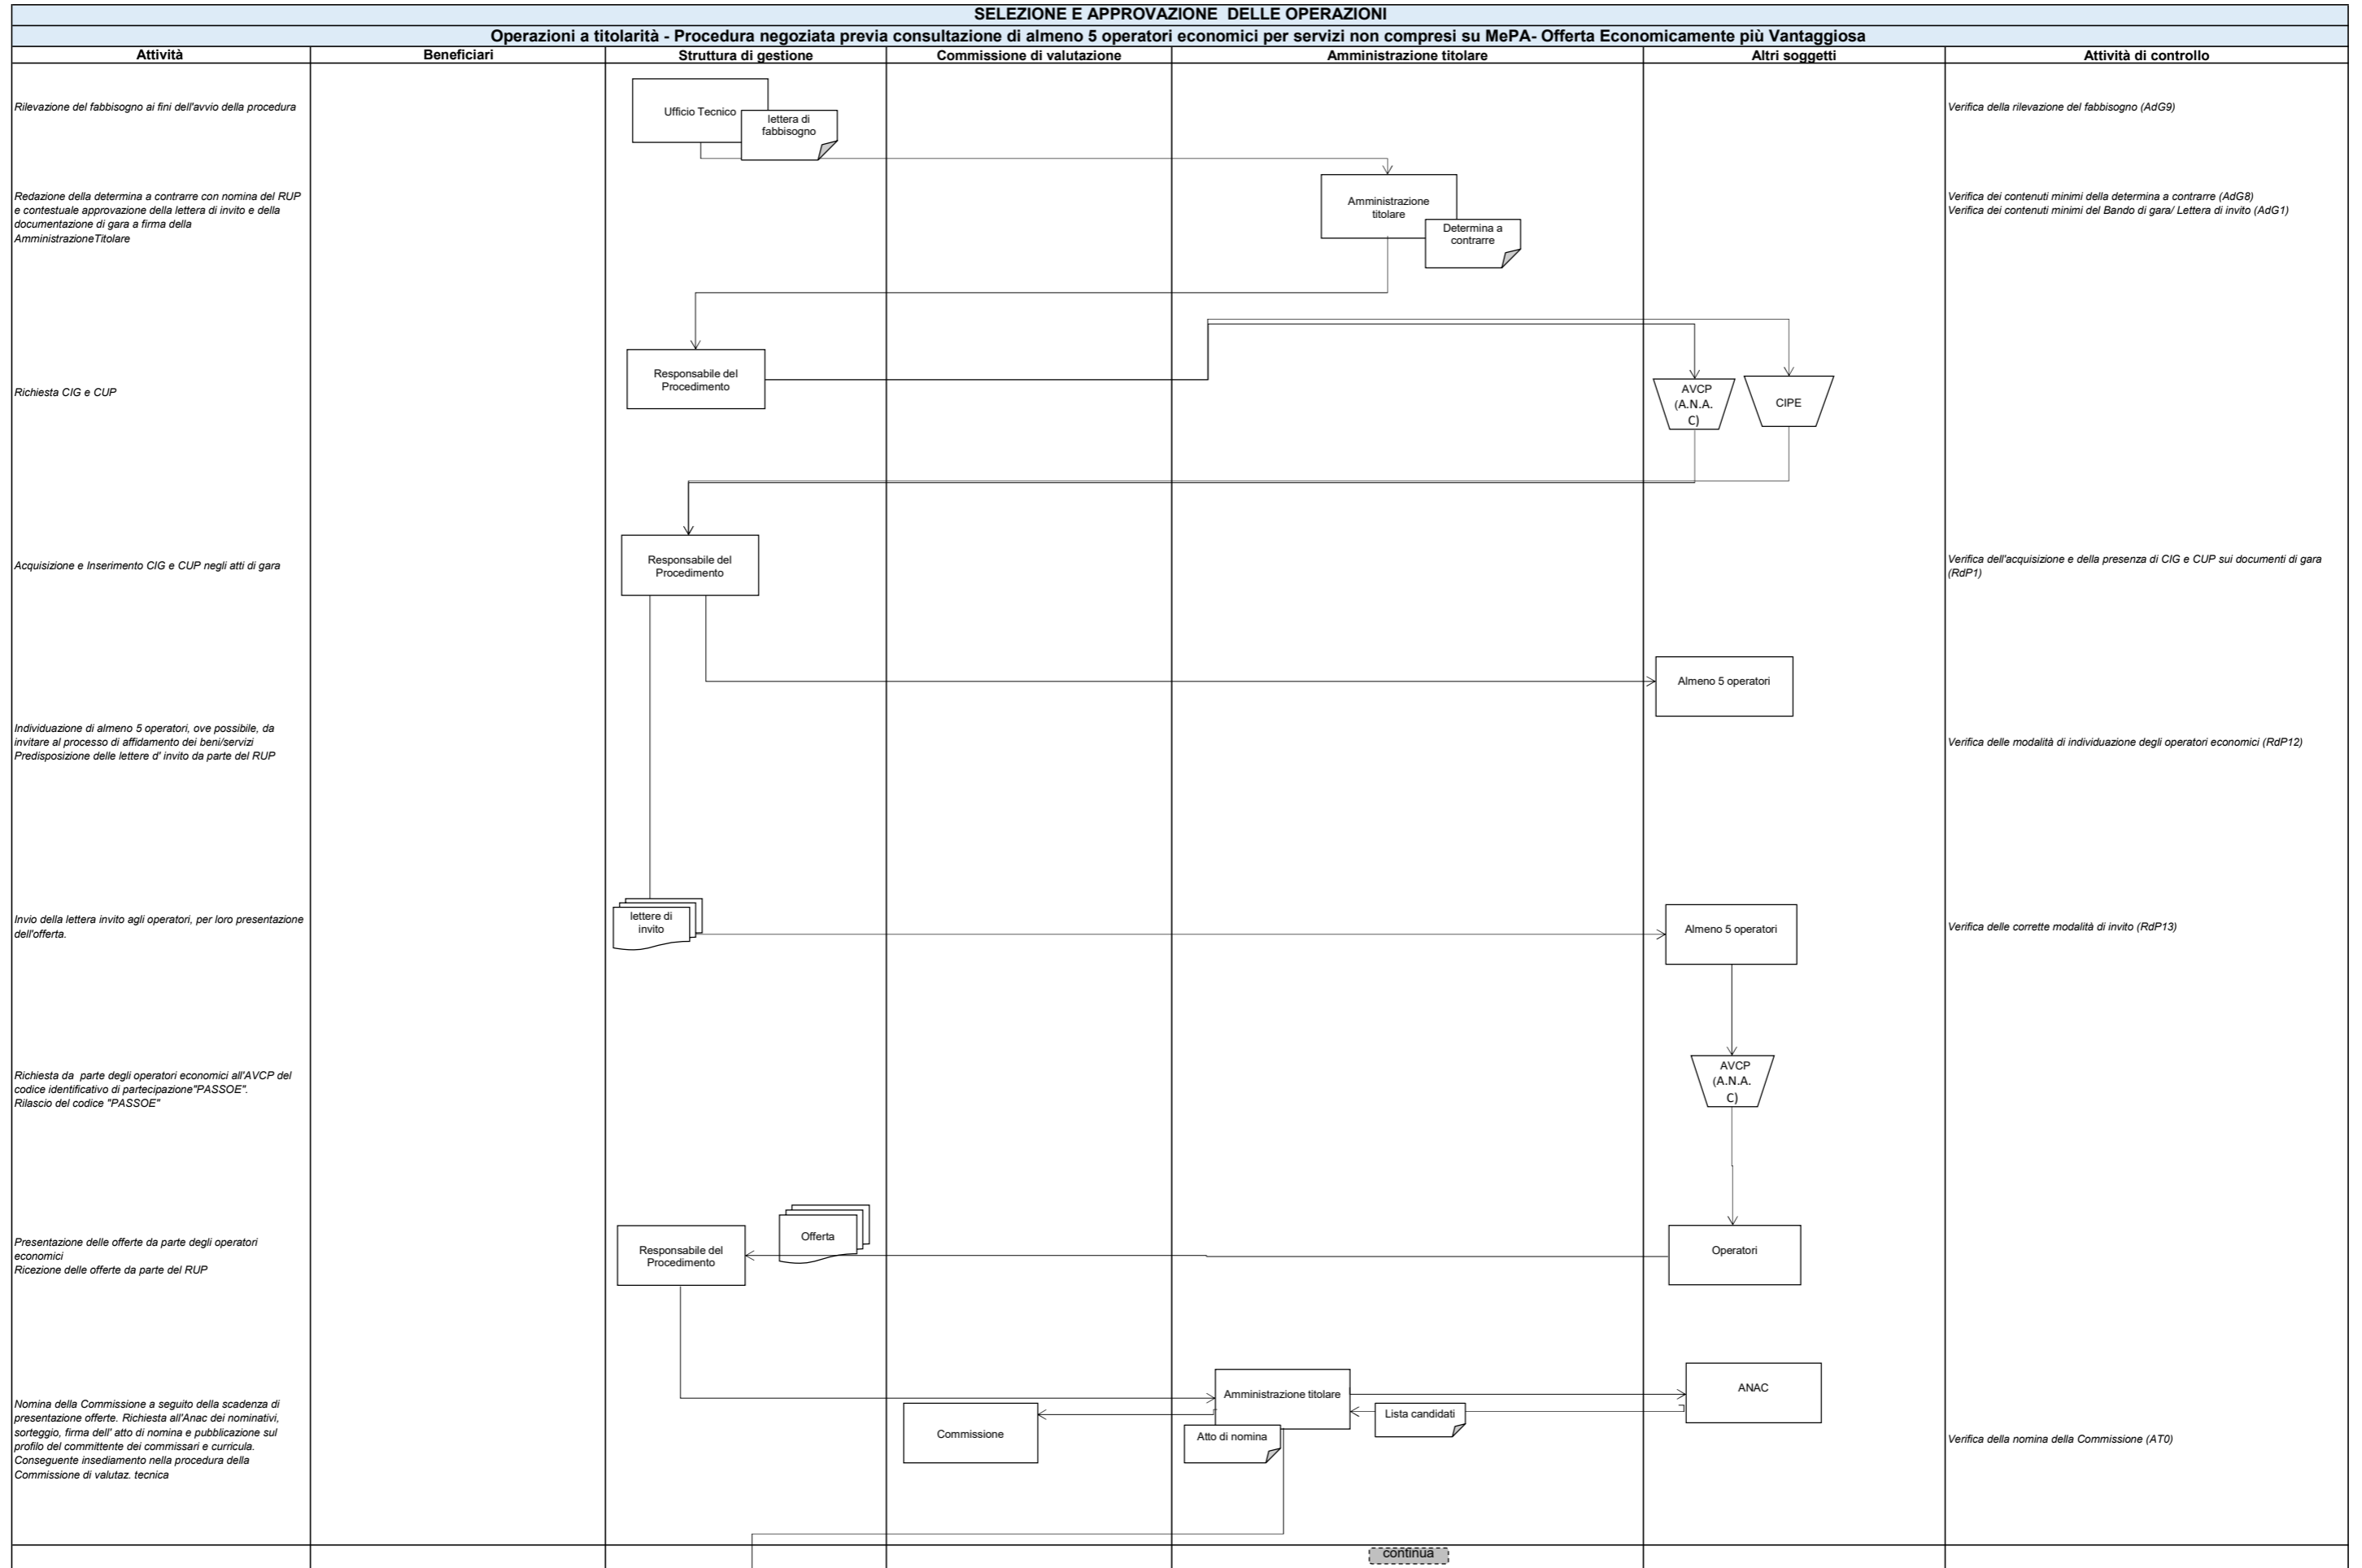 SELEZIONE E APPROVAZIONE DELLE OPERAZIONI
Operazioni a titolarità - Procedura negoziata previa consultazione di almeno 5 operatori economici per servizi non compresi su MePA- Offerta Economicamente più Vantaggiosa
Attività
Beneficiari
Struttura di gestione
Commissione di valutazione
Amministrazione titolare
Altri soggetti
Attività di controllo
Rilevazione del fabbisogno ai fini dell'avvio della procedura
Ufficio Tecnico
lettera di
fabbisogno
Verifica della rilevazione del fabbisogno (AdG9)
Redazione della determina a contrarre con nomina del RUP
e contestuale approvazione della lettera di invito e della
documentazione di gara a firma della
AmministrazioneTitolare
Amministrazione
titolare
Determina a
contrarre
Verifica dei contenuti minimi della determina a contrarre (AdG8)
Verifica dei contenuti minimi del Bando di gara/ Lettera di invito (AdG1)
Richiesta CIG e CUP
Responsabile del
Procedimento
AVCP
(A.N.A.
C)
CIPE
Acquisizione e Inserimento CIG e CUP negli atti di gara
Responsabile del
Procedimento
Verifica dell'acquisizione e della presenza di CIG e CUP sui documenti di gara
(RdP1)
Almeno 5 operatori
Individuazione di almeno 5 operatori, ove possibile, da
invitare al processo di affidamento dei beni/servizi
Predisposizione delle lettere d' invito da parte del RUP
Verifica delle modalità di individuazione degli operatori economici (RdP12)
Invio della lettera invito agli operatori, per loro presentazione
dell'offerta.
lettere di
invito
Almeno 5 operatori
Verifica delle corrette modalità di invito (RdP13)
Richiesta da parte degli operatori economici all'AVCP del
codice identificativo di partecipazione"PASSOE".
Rilascio del codice "PASSOE"
AVCP
(A.N.A.
C)
Presentazione delle offerte da parte degli operatori
economici
Ricezione delle offerte da parte del RUP
Responsabile del
Procedimento
Offerta
Operatori
Nomina della Commissione a seguito della scadenza di
presentazione offerte. Richiesta all'Anac dei nominativi,
sorteggio, firma dell' atto di nomina e pubblicazione sul
profilo del committente dei commissari e curricula.
Conseguente insediamento nella procedura della
Commissione di valutaz. tecnica
Commissione
Amministrazione titolare
Atto di nomina
Lista candidati
ANAC
Verifica della nomina della Commissione (AT0)
continua